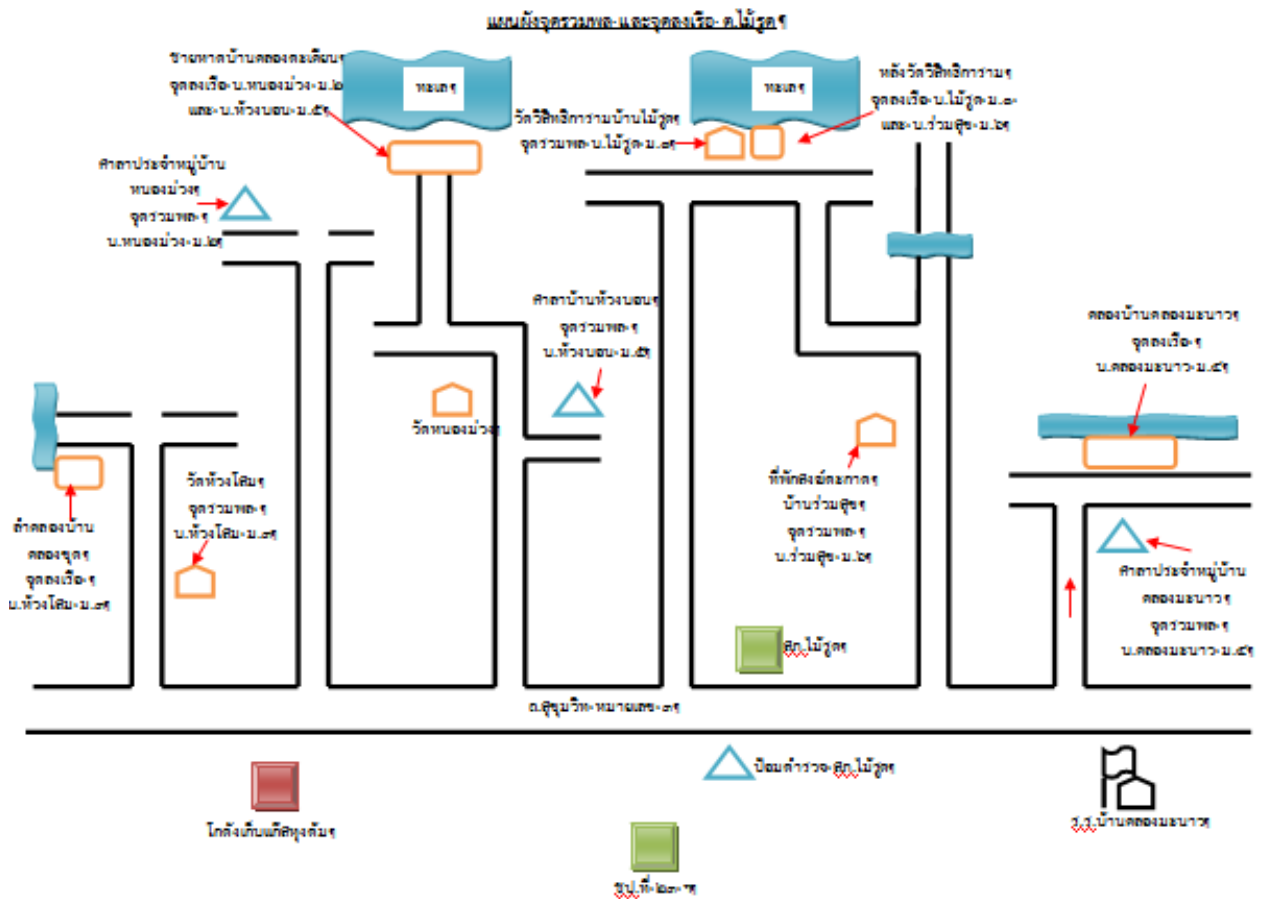 แผนผังจุดรวมพล และจุดลงเรือ ต.ไม้รูด
ชายหาดบ้านคลองตะเคียน
จุดลงเรือ บ.หนองม่วง ม.๒
และ บ.ห้วงบอน ม.๕
ทะเล
ทะเล
หลังวัดวิสิทธิการาม
จุดลงเรือ บ.ไม้รูด ม.๑
และ บ.ร่วมสุข ม.๖
วัดวิสิทธิการามบ้านไม้รูด
จุดรวมพล บ.ไม้รูด ม.๑
ศาลาประจำหมู่บ้าน
หนองม่วง
จุดรวมพล
บ.หนองม่วง ม.๒
ศาลาบ้านห้วงบอน
จุดรวมพล
บ.ห้วงบอน ม.๕
คลองบ้านคลองมะนาว
จุดลงเรือ
บ.คลองมะนาว
วัดหนองม่วง
วัดห้วงโสม
จุดรวมพล
บ.ห้วงโสม ม.๓
ที่พักสงฆ์ตะกาด
บ้านร่วมสุข
จุดรวมพล
บ.ร่วมสุข ม.๖
ลำคลองบ้าน
คลองขุด
จุดลงเรือ
บ.ห้วงโสม ม.๓
ศาลาประจำหมู่บ้าน
คลองมะนาว
จุดรวมพล
บ.คลองมะนาว
สภ.ไม้รูด
ถ.สุขุมวิท หมายเลข ๓
ป้อมตำรวจ สภ.ไม้รูด
โกดังเก็บแก๊สหุงต้ม
ร.ร.บ้านคลองมะนาว
ชป.ที่ ๒๓